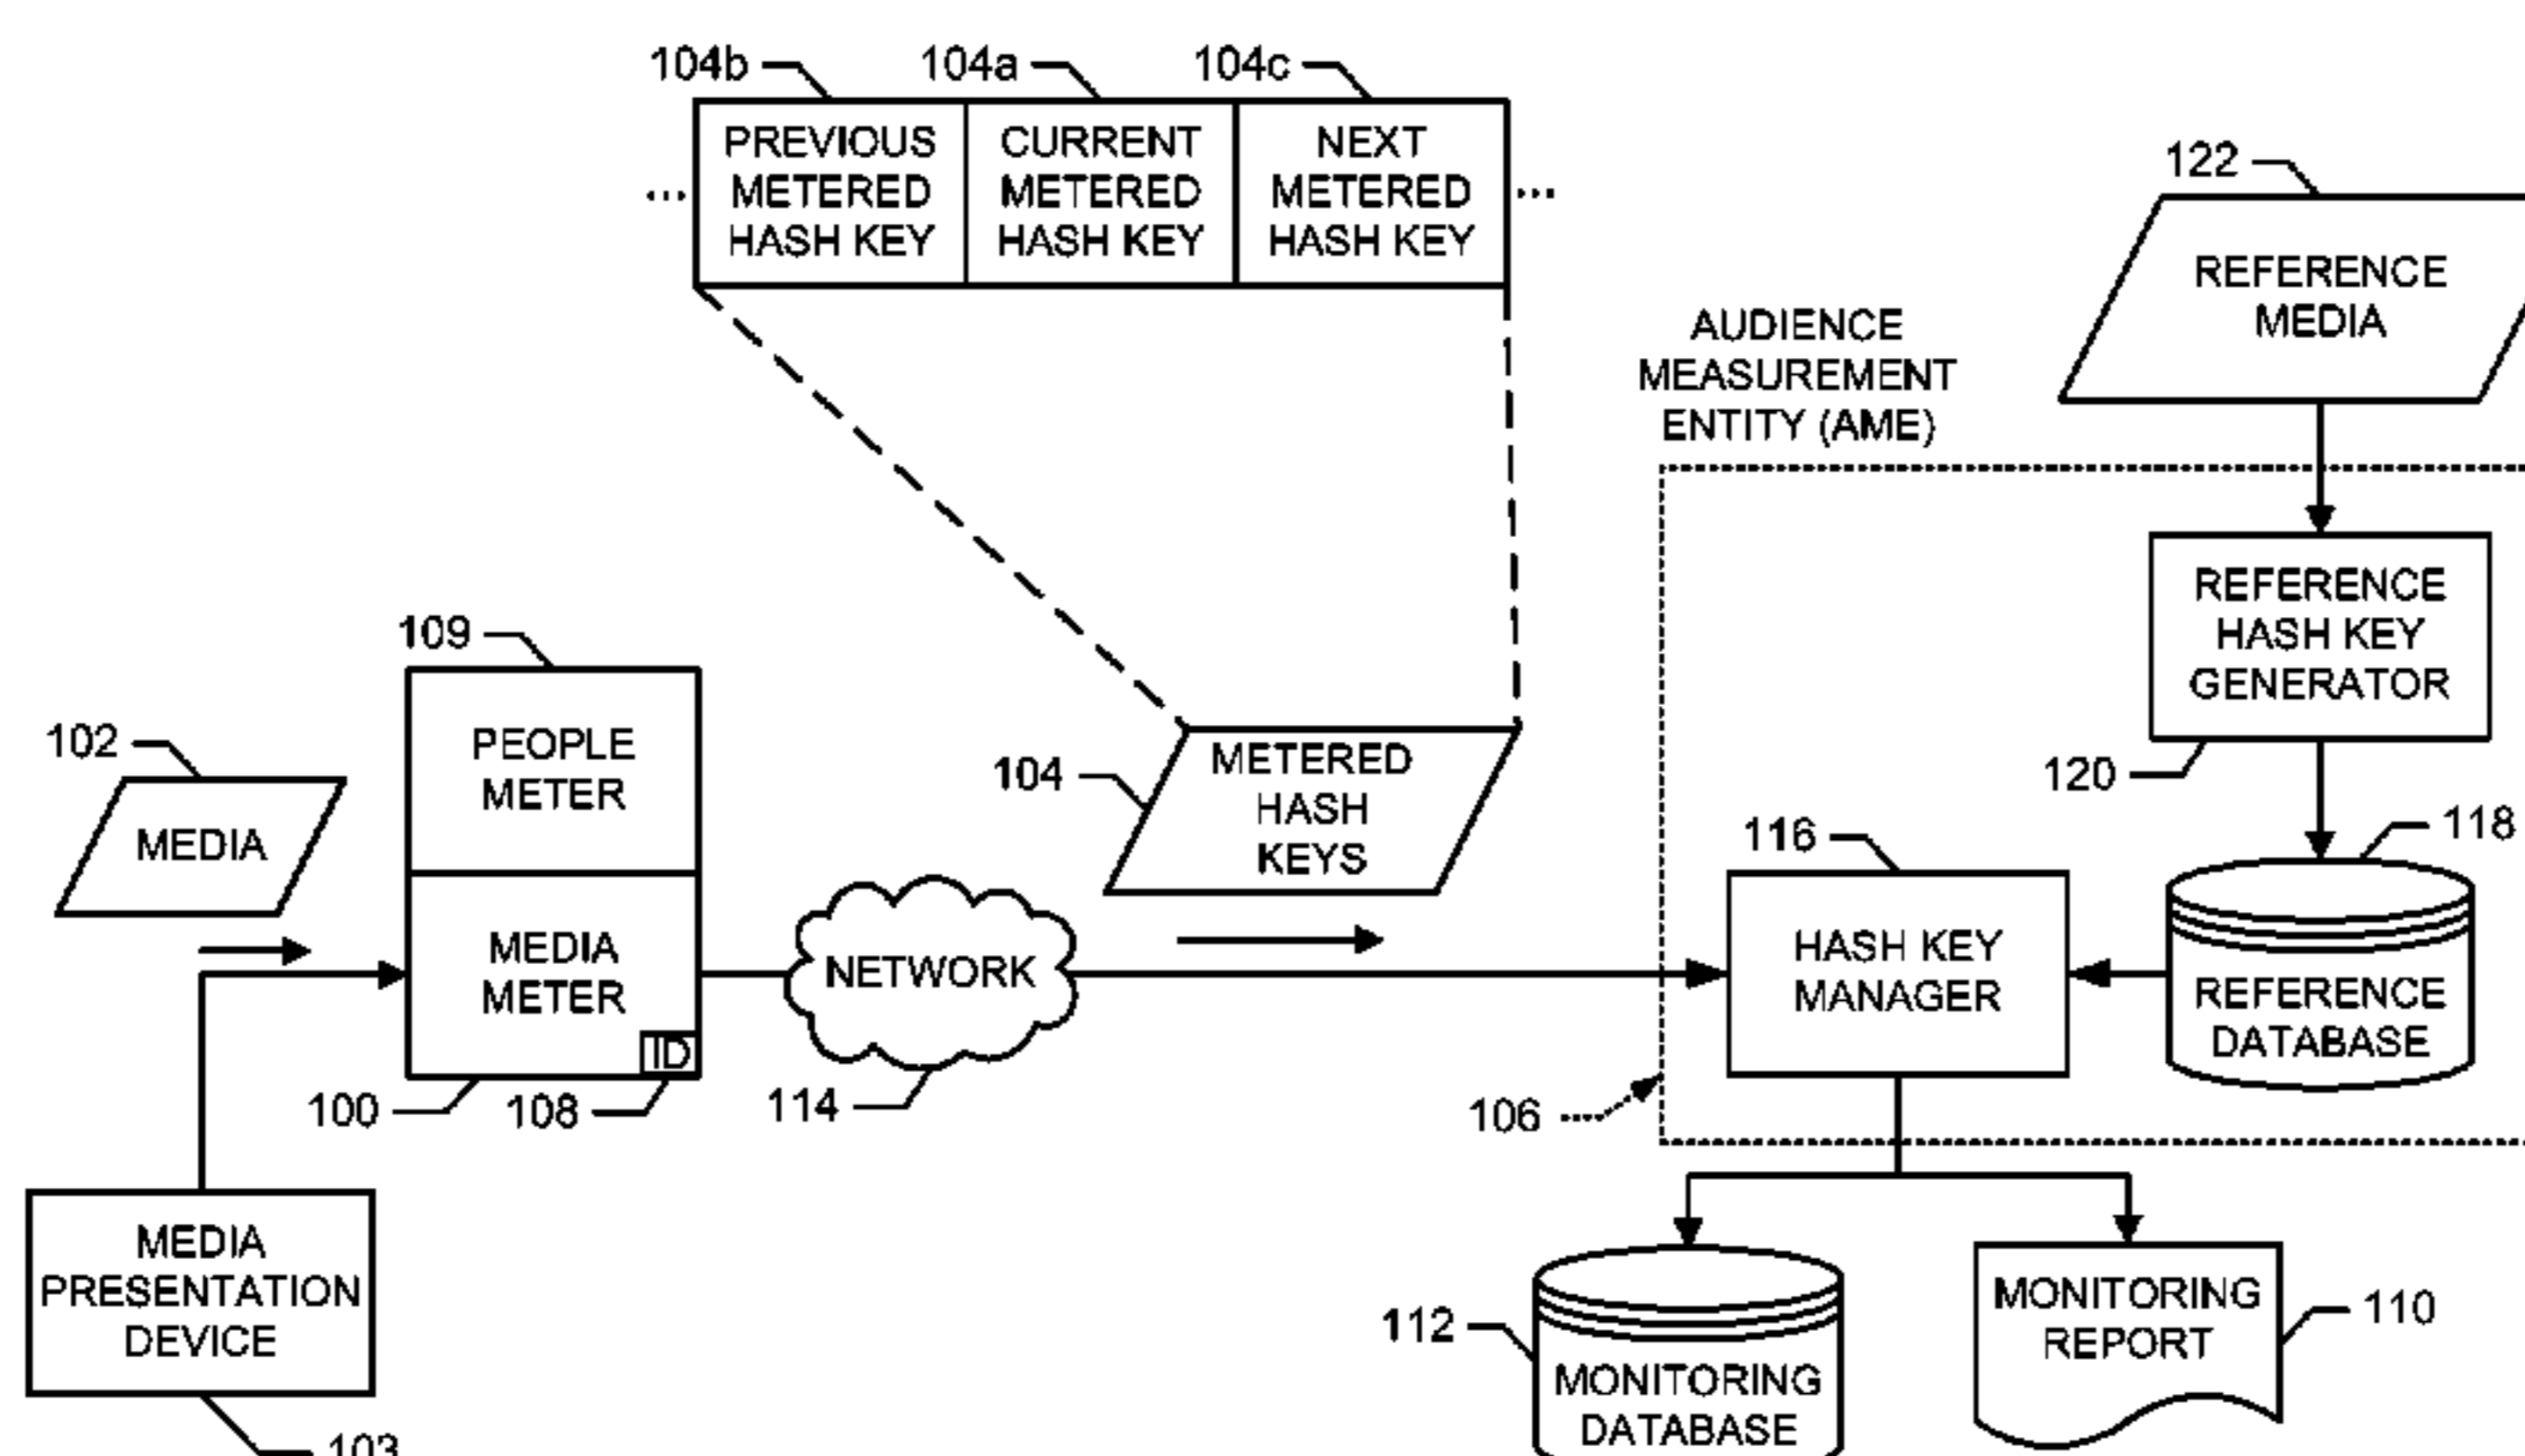 104b
104a
104c
PREVIOUS
METERED
HASH KEY
CURRENT
METERED
HASH KEY
NEXT
METERED
HASH KEY
...
...
122
REFERENCE
MEDIA
AUDIENCE
MEASUREMENT
ENTITY (AME)
REFERENCE
HASH KEY
GENERATOR
120
109
PEOPLE
METER
102
MEDIA
104
METERED
HASH
KEYS
116
118
MEDIA
METER
ID
NETWORK
HASH KEY
MANAGER
REFERENCE
DATABASE
100
108
114
106
MEDIA
PRESENTATION
DEVICE
103
112
MONITORING
DATABASE
MONITORING
REPORT
110